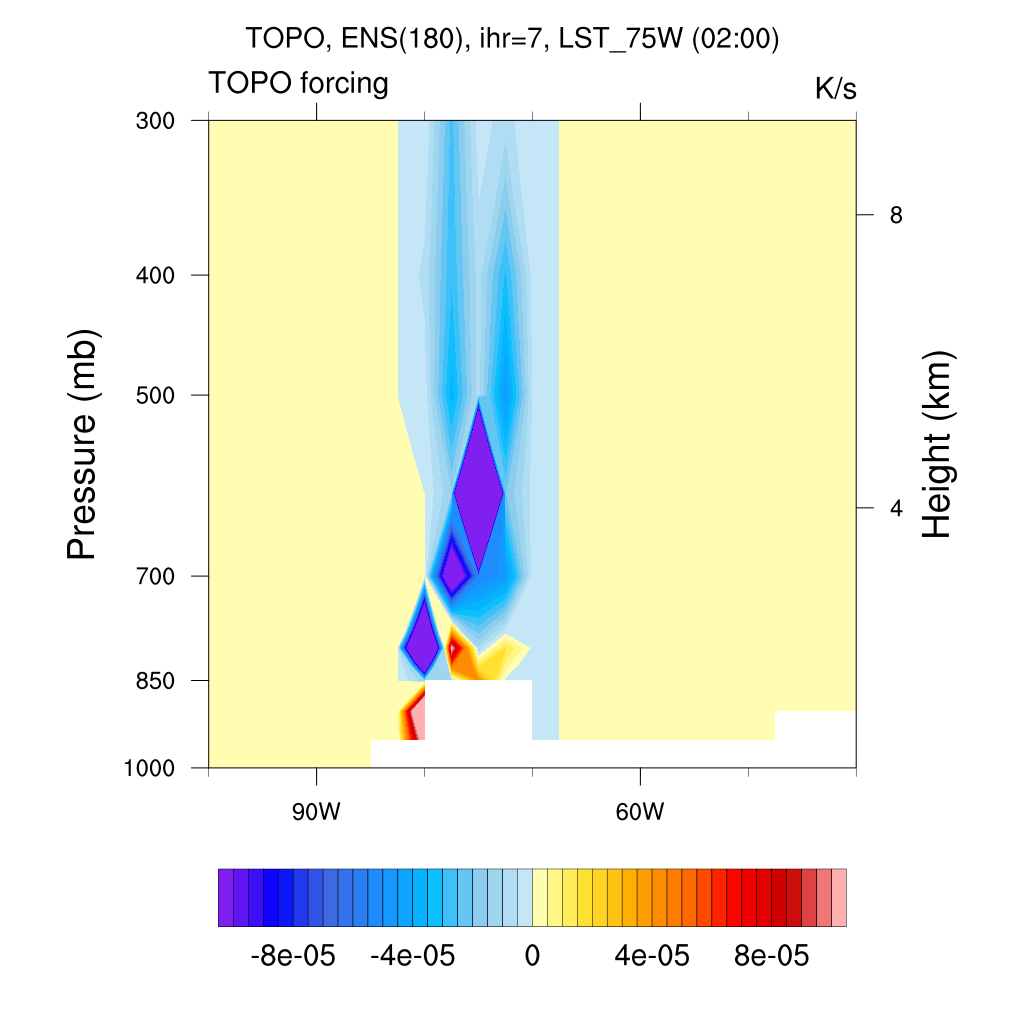 TOPO, ENS(180), ihr=7, LST_75W (02:00)
TOPO forcing
K/s
300
400
500
700
850
1000
Pressure (mb)
8
4
Height (km)
90W
60W
-8e-05 -4e-05 0 4e-05 8e-05